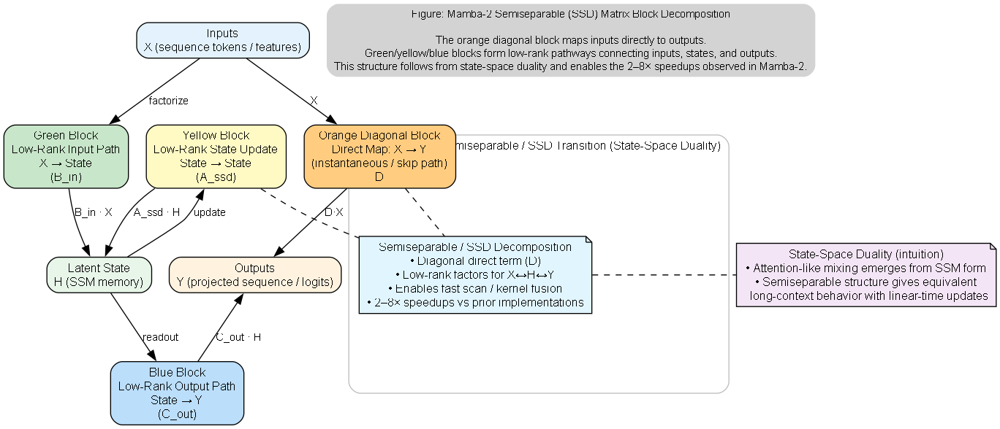 Figure: Mamba-2 Semiseparable (SSD) Matrix Block Decomposition
The orange diagonal block maps inputs directly to outputs.
Green/yellow/blue blocks form low-rank pathways connecting inputs, states, and outputs.
This structure follows from state-space duality and enables the 2–8× speedups observed in Mamba-2.
Inputs
X (sequence tokens / features)
factorize
X
Green Block
Low-Rank Input Path
X → State
(B_in)
Yellow Block
Low-Rank State Update
State → State
(A_ssd)
Orange Diagonal Block
Direct Map: X → Y
(instantaneous / skip path)
D
/ SSD Transition (State-Space Duality)
B_in · X
A_ssd · H
update
D·X
Latent State
H (SSM memory)
Outputs
Y (projected sequence / logits)
Semiseparable / SSD Decomposition
• Diagonal direct term (D)
• Low-rank factors for X↔H↔Y
• Enables fast scan / kernel fusion
• 2–8× speedups vs prior implementations
State-Space Duality (intuition)
• Attention-like mixing emerges from SSM form
• Semiseparable structure gives equivalent
long-context behavior with linear-time updates
readout
C_out · H
Blue Block
Low-Rank Output Path
State → Y
(C_out)